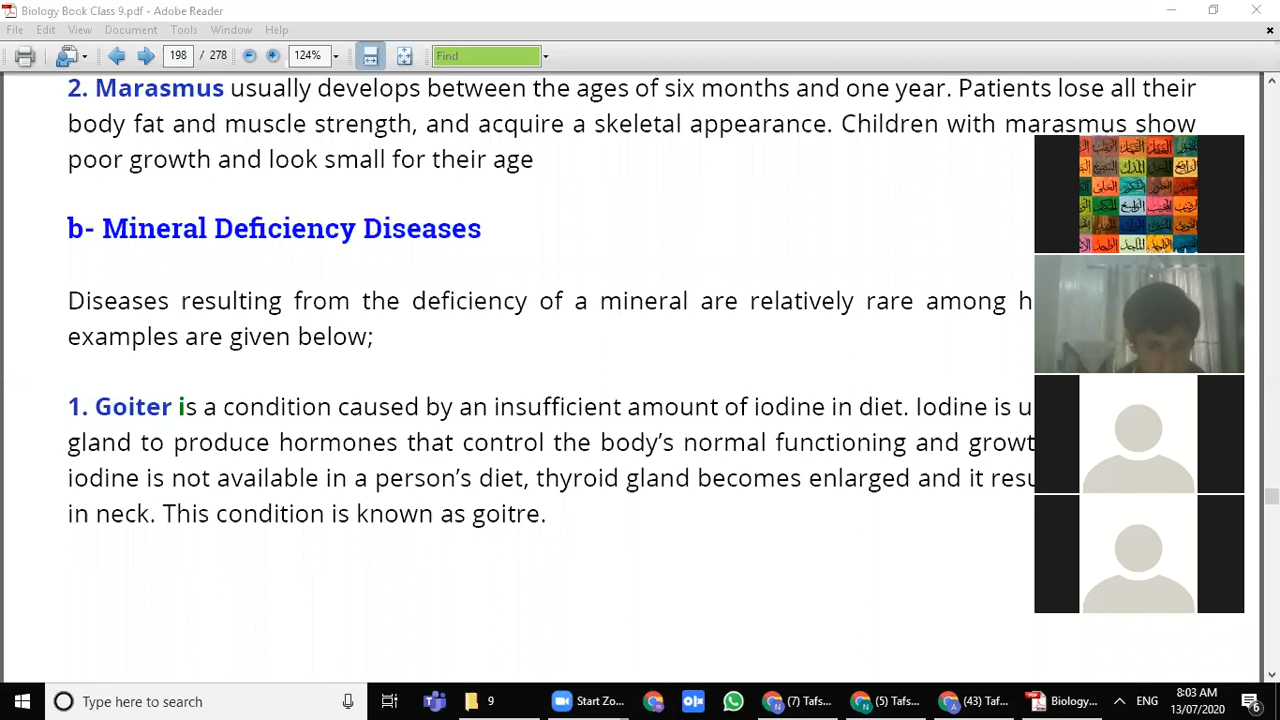 Biology Book Class 9.pdf - Adobe Reader
File Edit View Document Tools Window Help
198 / 278 124% Find
2. Marasmus usually develops between the ages of six months and one year. Patients lose all their
body fat and muscle strength, and acquire a skeletal appearance. Children with marasmus show
poor growth and look small for their age
b- Mineral Deficiency Diseases
Diseases resulting from the deficiency of a mineral are relatively rare among h
examples are given below;
1. Goiter is a condition caused by an insufficient amount of iodine in diet. Iodine is u
gland to produce hormones that control the body's normal functioning and growt
iodine is not available in a person's diet, thyroid gland becomes enlarged and it resu
in neck. This condition is known as goitre.
Type here to search 9 Start Zo... (7) Tafs... (5) Tafs... (43) Taf... Biology... ENG 8:03 AM
13/07/2020 6